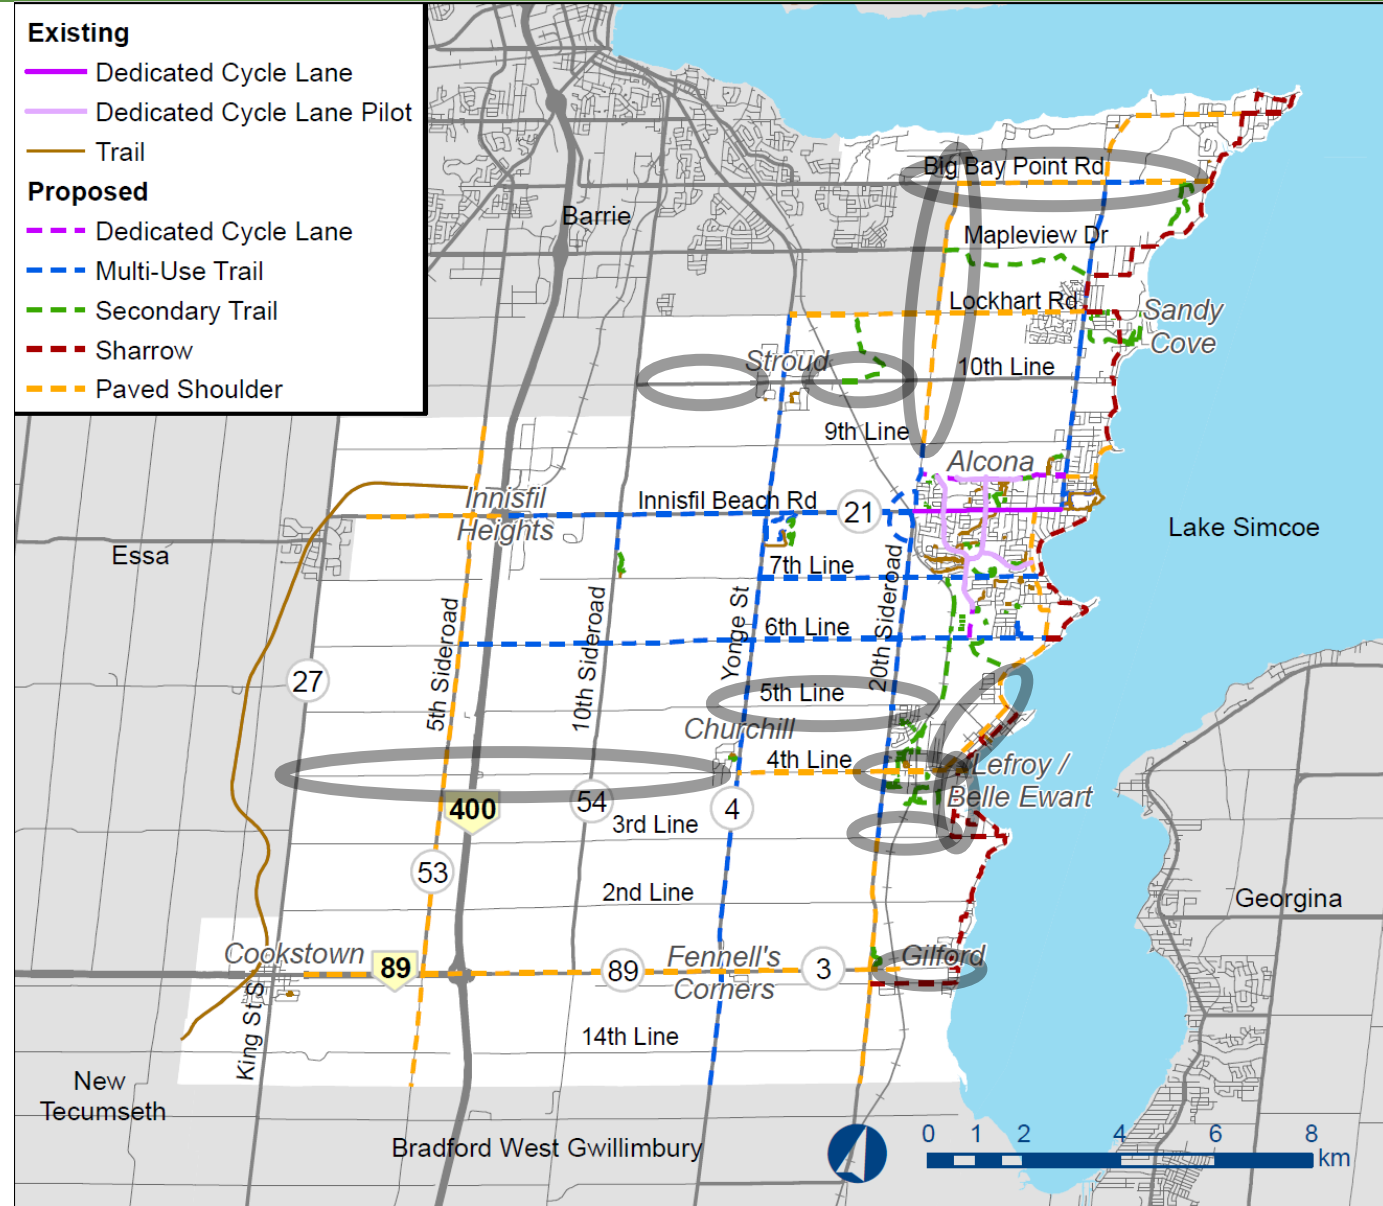 Existing
Dedicated Cycle Lane
Dedicated Cycle Lane Pilot
Trail
Proposed
Dedicated Cycle Lane
Multi-Use Trail
Secondary Trail
Sharrow
Paved Shoulder
Big Bay Point Rd
Barrie
Mapleview Dr
Lockhart Rd
Sandy
Cove
Stroud
10th Line
9th Line
Alcona
Innisfil
Heights
Innisfil Beach Rd
21
Lake Simcoe
Essa
7th Line
5th Sideroad
10th Sideroad
Yonge St
20th Sideroad
6th Line
27
5th Line
Churchill
4th Line
Lefroy /
Belle Ewart
400
54
4
3rd Line
53
2nd Line
Georgina
Cookstown
89
89
Fennell's
Corners
3
Gilford
King St S
14th Line
New
Tecumseth
Bradford West Gwillimbury
0 1 2 4 6 8
km